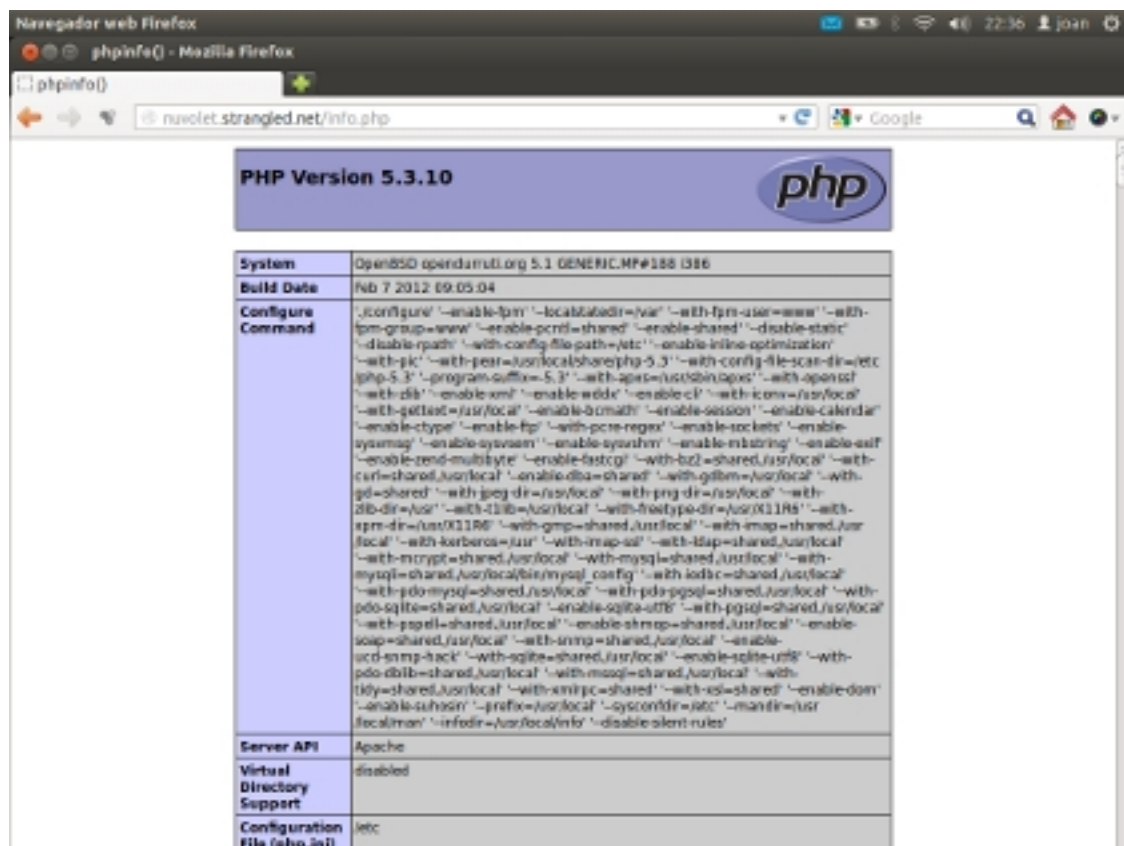 Navegador web Firefox
22:36 joan
phpinfo() - Mozilla Firefox
phpinfo()
nuvolet.strangled.net/info.php
Google
PHP Version 5.3.10
php
System OpenBSD opendurruti.org 5.1 GENERIC.MP#188 i386
Build Date Feb 7 2012 09:05:04
Configure Command
'./configure' '--enable-fpm' '--localstatedir=/var' '--with-fpm-user=www' '--with-
fpm-group=www' '--enable-pcntl=shared' '--enable-shared' '--disable-static'
'--disable-rpath' '--with-config-file-path=/etc' '--enable-inline-optimization'
'--with-pic' '--with-pear=/usr/local/share/php-5.3' '--with-config-file-scan-dir=/etc
/php-5.3' '--program-suffix=-5.3' '--with-apxs=/usr/sbin/apxs' '--with-openssl'
'--with-zlib' '--enable-xml' '--enable-wddx' '--enable-cli' '--with-iconv=/usr/local'
'--with-gettext=/usr/local' '--enable-bcmath' '--enable-session' '--enable-calendar'
'--enable-ctype' '--enable-ftp' '--with-pcre-regex' '--enable-sockets' '--enable-
sysvmsg' '--enable-sysvsem' '--enable-sysvshm' '--enable-mbstring' '--enable-exif'
'--enable-zend-multibyte' '--enable-fastcgi' '--with-bz2=shared,/usr/local' '--with-
curl=shared,/usr/local' '--enable-dba=shared' '--with-gdbm=/usr/local' '--with-
gd=shared' '--with-jpeg-dir=/usr/local' '--with-png-dir=/usr/local' '--with-
zlib-dir=/usr' '--with-t1lib=/usr/local' '--with-freetype-dir=/usr/X11R6' '--with-
xpm-dir=/usr/X11R6' '--with-gmp=shared,/usr/local' '--with-imap=shared,/usr
/local' '--with-kerberos=/usr' '--with-imap-ssl' '--with-ldap=shared,/usr/local'
'--with-mcrypt=shared,/usr/local' '--with-mysql=shared,/usr/local' '--with-
mysqli=shared,/usr/local/bin/mysql_config' '--with-iodbc=shared,/usr/local'
'--with-pdo-mysql=shared,/usr/local' '--with-pdo-pgsql=shared,/usr/local' '--with-
pdo-sqlite=shared,/usr/local' '--enable-sqlite-utf8' '--with-pgsql=shared,/usr/local'
'--with-pspell=shared,/usr/local' '--enable-shmop=shared,/usr/local' '--enable-
soap=shared,/usr/local' '--with-snmp=shared,/usr/local' '--enable-
ucd-snmp-hack' '--with-sqlite=shared,/usr/local' '--enable-sqlite-utf8' '--with-
pdo-dblib=shared,/usr/local' '--with-mssql=shared,/usr/local' '--with-
tidy=shared,/usr/local' '--with-xmlrpc=shared' '--with-xsl=shared' '--enable-dom'
'--enable-suhosin' '--prefix=/usr/local' '--sysconfdir=/etc' '--mandir=/usr
/local/man' '--infodir=/usr/local/info' '--disable-silent-rules'
Server API Apache
Virtual Directory Support disabled
Configuration File (php.ini) /etc